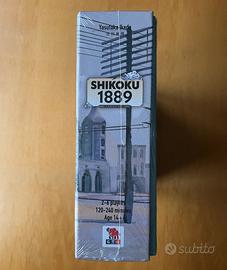 Yasutaka Ikeda
SHIKOKU
1889
2-6 players
120-240 minutes
Age 14+
subito